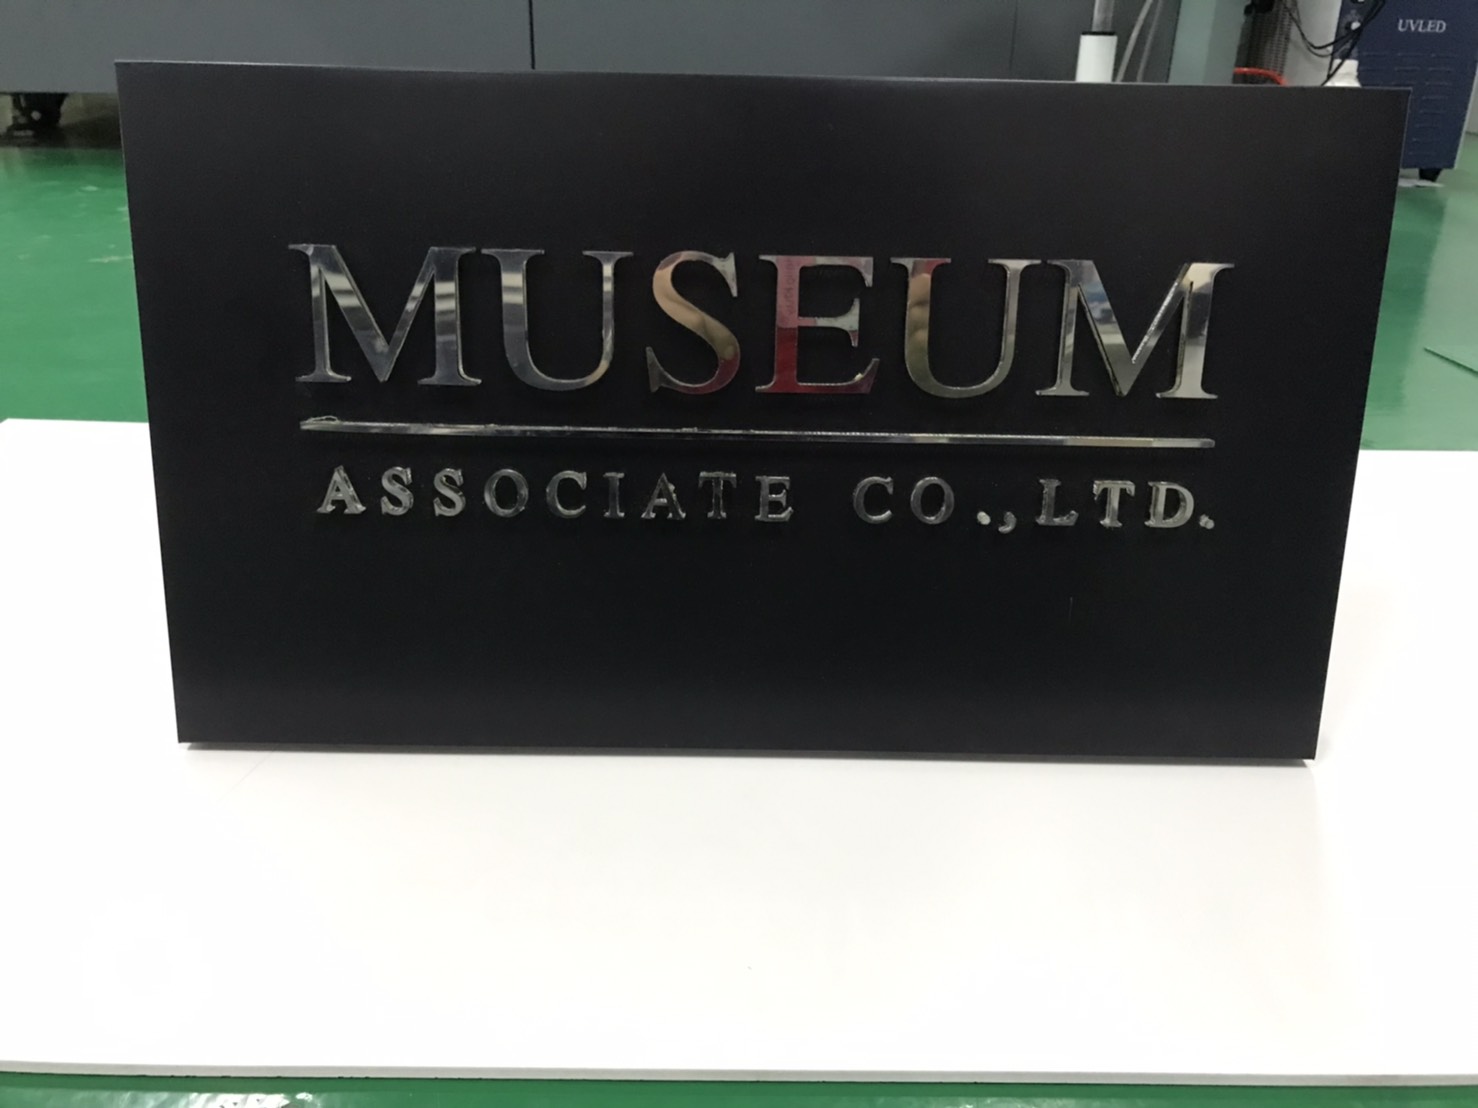 UVLED
MUSEUM
ASSOCIATE CO.,LTD.